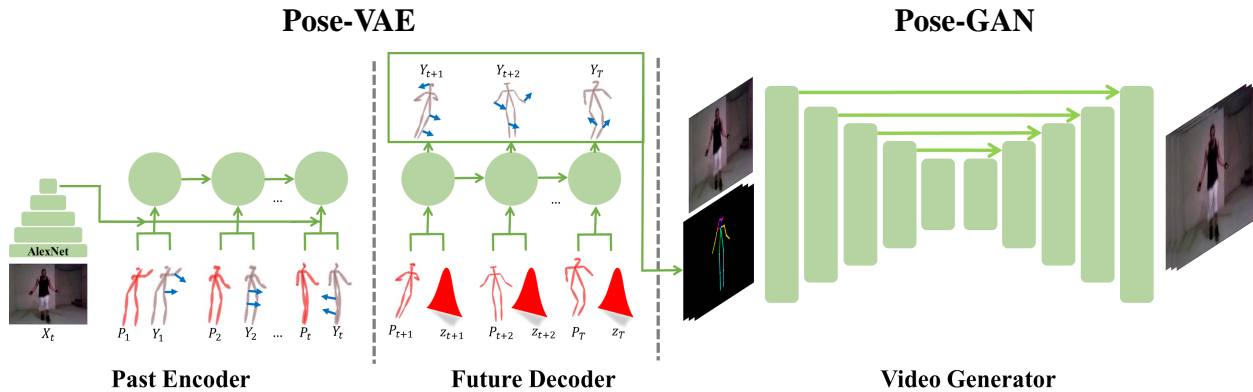 Pose-VAE
Pose-GAN
Y_{t+1} Y_{t+2} Y_T
...
...
AlexNet
X_t
P_1 Y_1 P_2 Y_2 ... P_t Y_t
P_{t+1} z_{t+1} P_{t+2} z_{t+2} P_T z_T
Past Encoder
Future Decoder
Video Generator